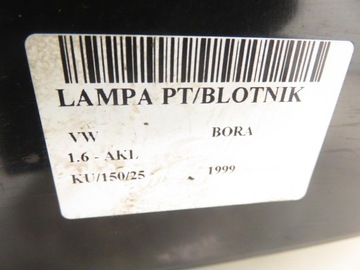 LAMPA PT/BLOTNIK
VW BORA
1.6 - AKL
KU/150/25 1999